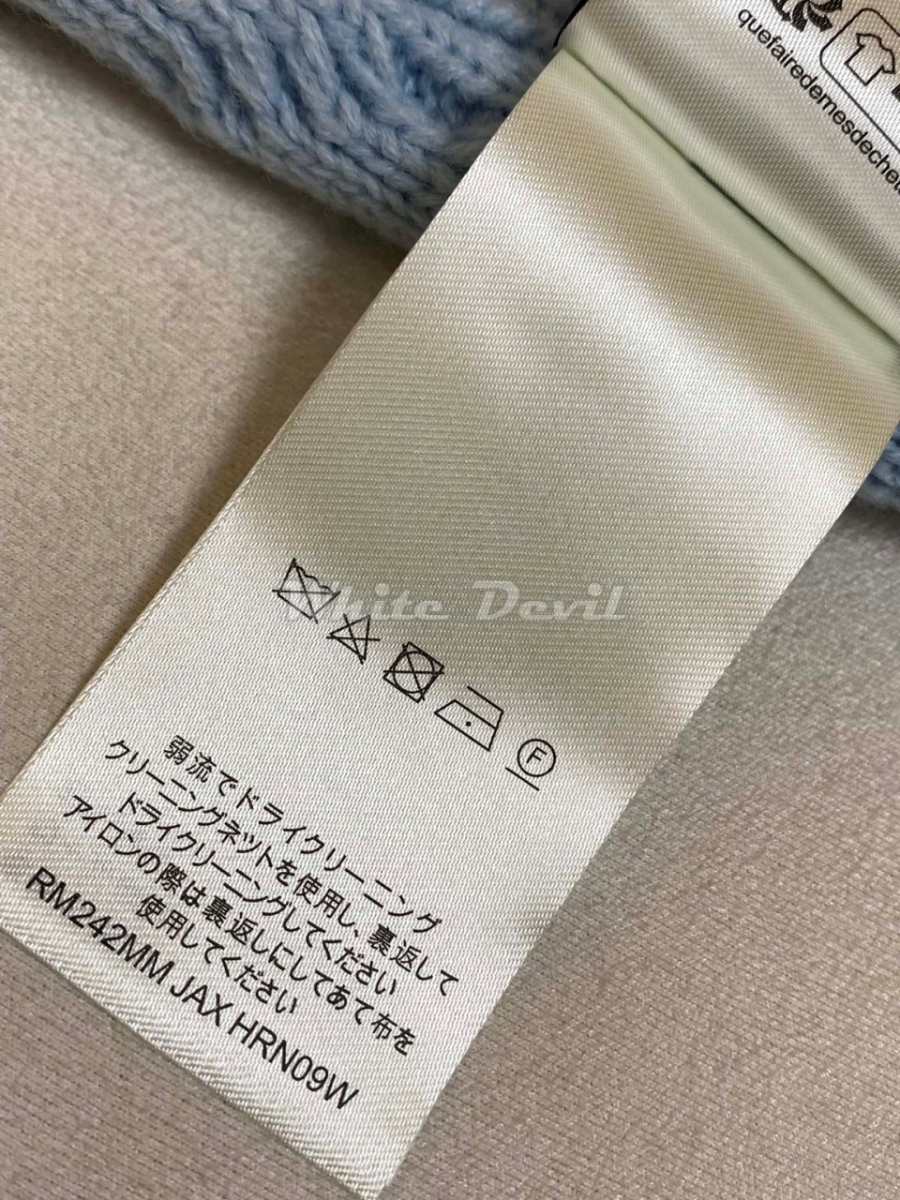 quefairedemesdechets
White Devil
F
弱流でドライクリーニング
クリーニングネットを使用し、裏返して
ドライクリーニングしてください
アイロンの際は裏返しにしてあて布を
使用してください
RM242MM JAX HRN09W